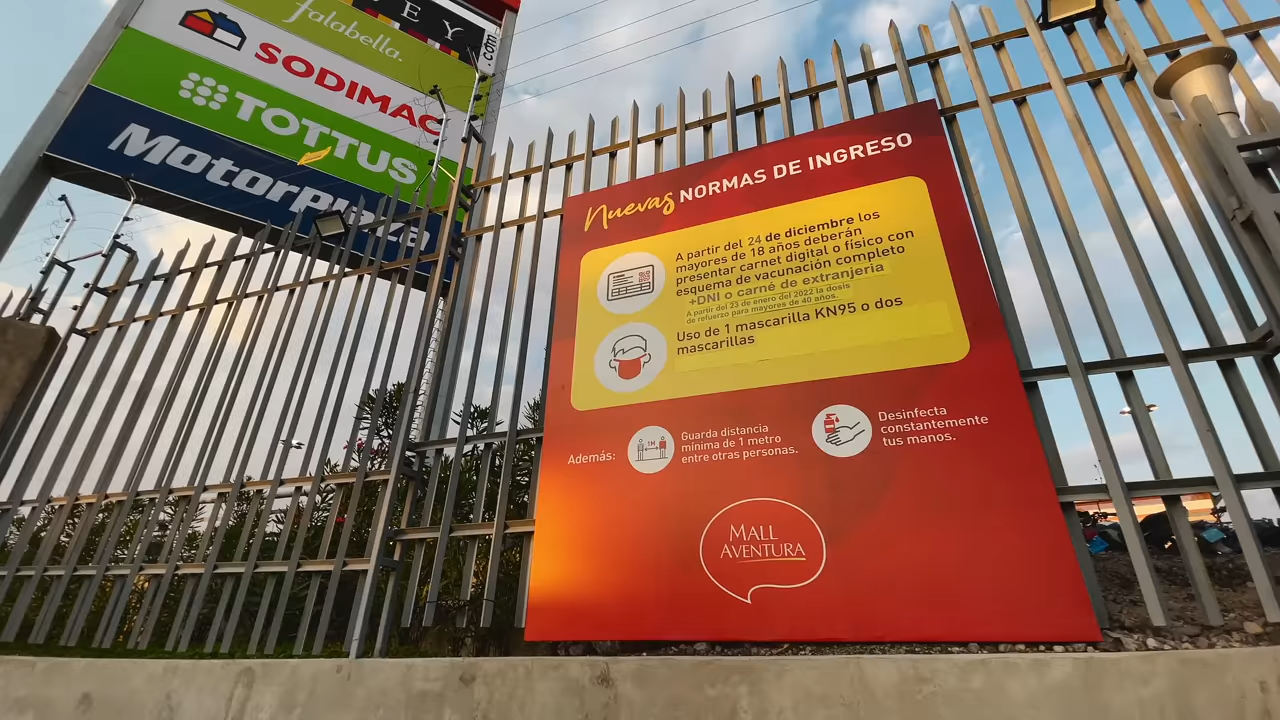 falabella.
SODIMAC
TOTTUS
MotorPlaza
.com
Nuevas NORMAS DE INGRESO
A partir del 24 de diciembre los
mayores de 18 años deberán
presentar carnet digital o físico con
esquema de vacunación completo
+DNI o carné de extranjeria
A partir del 23 de enero del 2022 la dosis
de refuerzo para mayores de 40 años.
Uso de 1 mascarilla KN95 o dos
mascarillas
Además:
1M
Guarda distancia
mínima de 1 metro
entre otras personas.
Desinfecta
constantemente
tus manos.
MALL
AVENTURA